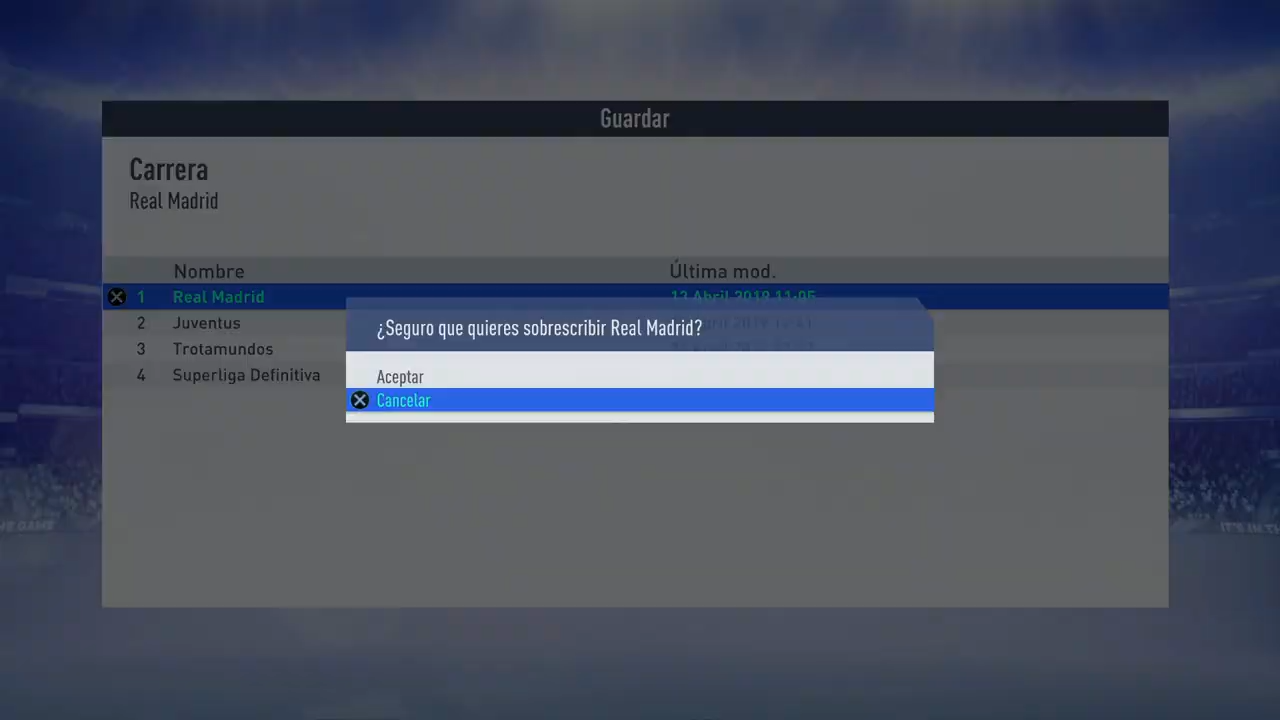 Guardar
Carrera
Real Madrid
Nombre Última mod.
1 Real Madrid 2019
2 Juventus
3 Trotamundos
4 Superliga Definitiva
¿Seguro que quieres sobrescribir Real Madrid?
Aceptar
Cancelar